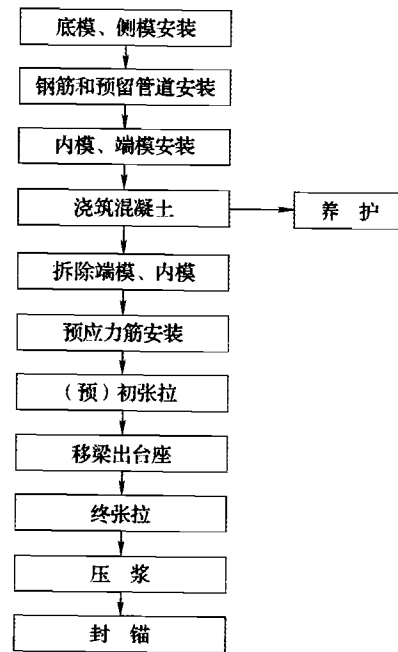 底模、侧模安装
钢筋和预留管道安装
内模、端模安装
浇筑混凝土
养 护
拆除端模、内模
预应力筋安装
（预）初张拉
移梁出台座
终张拉
压 浆
封 锚